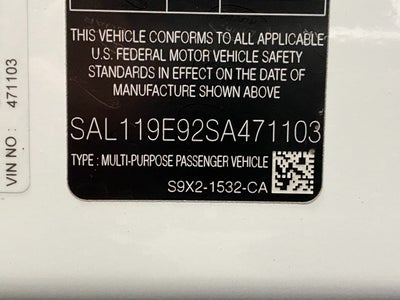 THIS VEHICLE CONFORMS TO ALL APPLICABLE
U.S. FEDERAL MOTOR VEHICLE SAFETY
STANDARDS IN EFFECT ON THE DATE OF
MANUFACTURE SHOWN ABOVE
SAL119E92SA471103
TYPE : MULTI-PURPOSE PASSENGER VEHICLE
S9X2-1532-CA
VIN NO : 471103